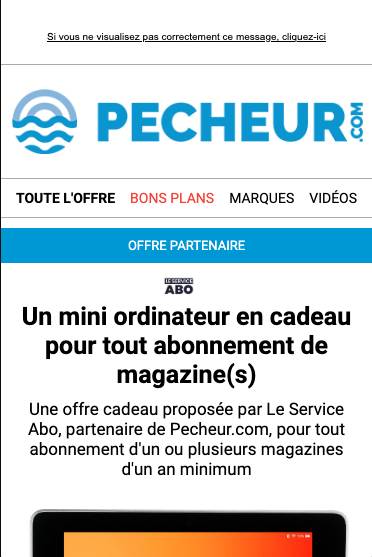 Si vous ne visualisez pas correctement ce message, cliquez-ici
PECHEUR.COM
TOUTE L'OFFRE BONS PLANS MARQUES VIDÉOS
OFFRE PARTENAIRE
LE SERVICE
ABO
Un mini ordinateur en cadeau
pour tout abonnement de
magazine(s)
Une offre cadeau proposée par Le Service
Abo, partenaire de Pecheur.com, pour tout
abonnement d'un ou plusieurs magazines
d'un an minimum